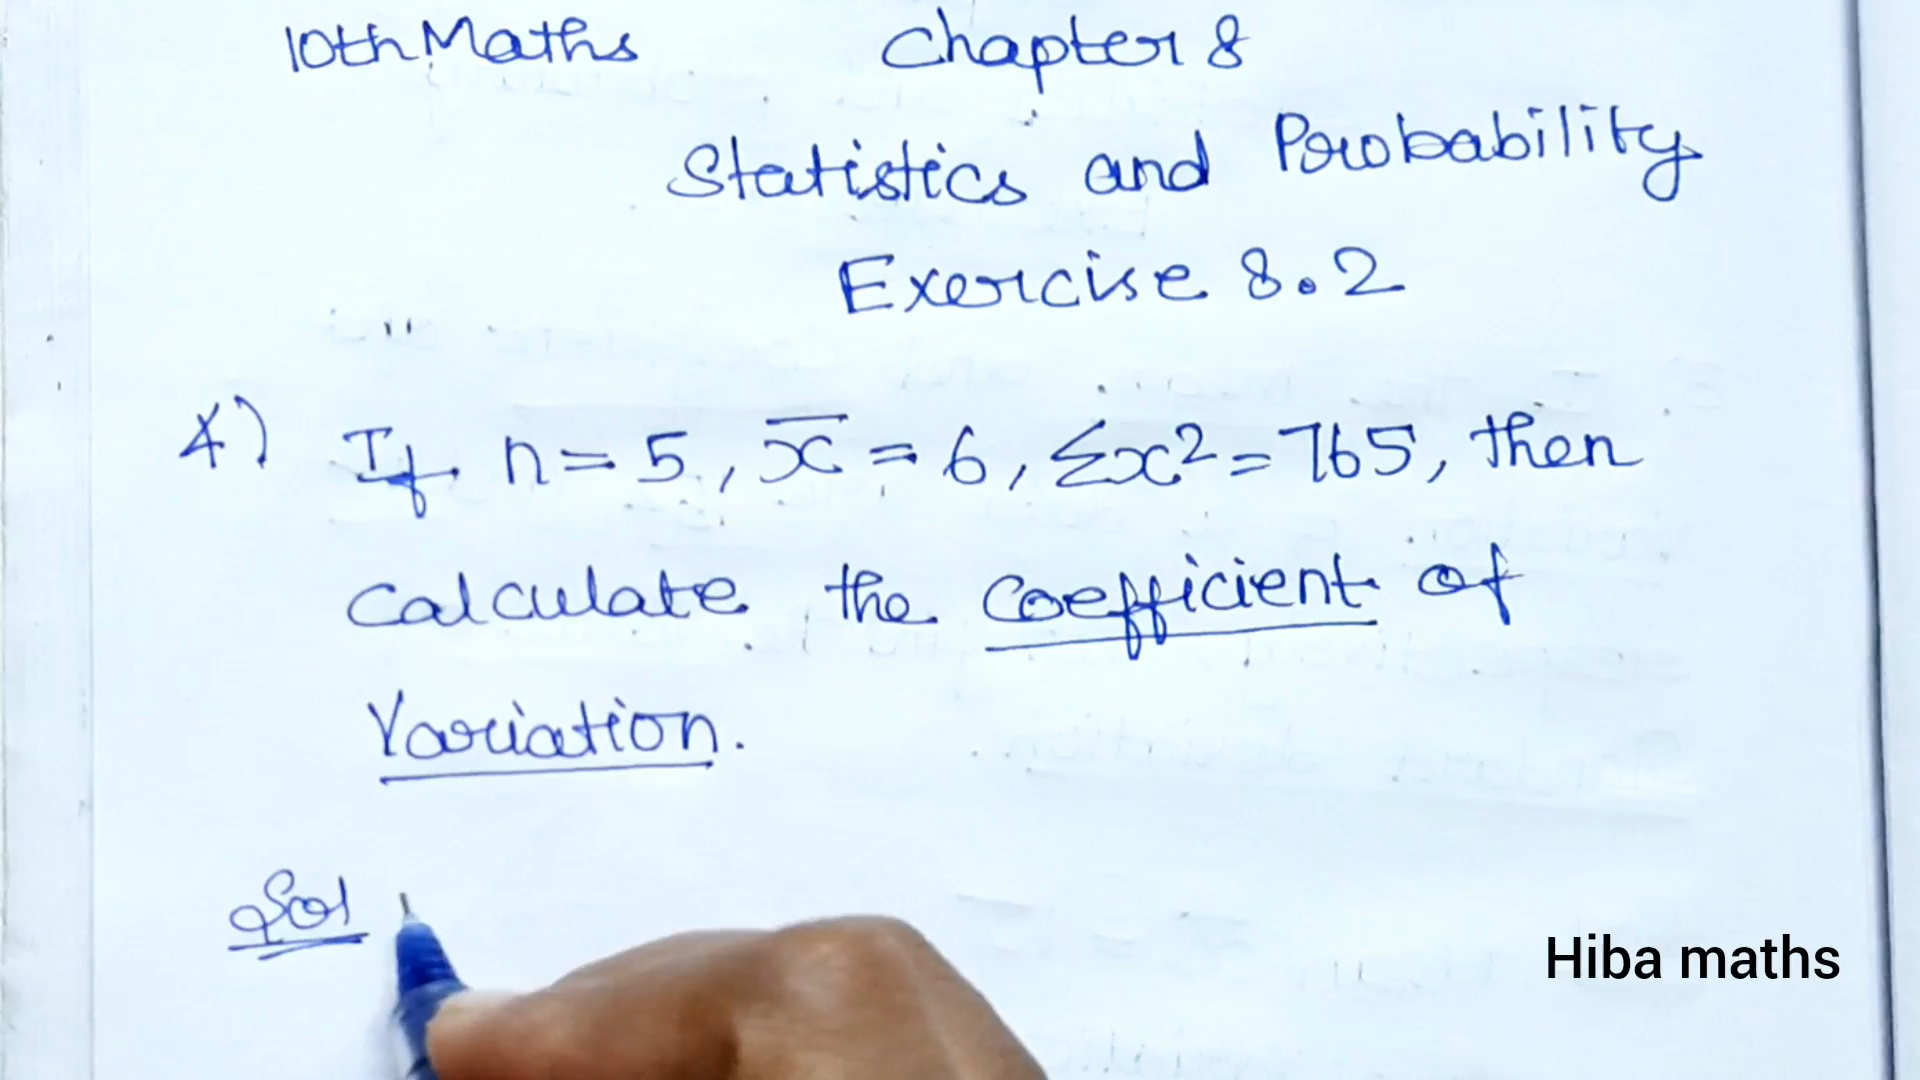 10th Maths Chapter 8
Statistics and Probability
Exercise 8.2
4) If n = 5, x̅ = 6, Σx² = 765, then
calculate the coefficient of
Variation.
Sol
Hiba maths